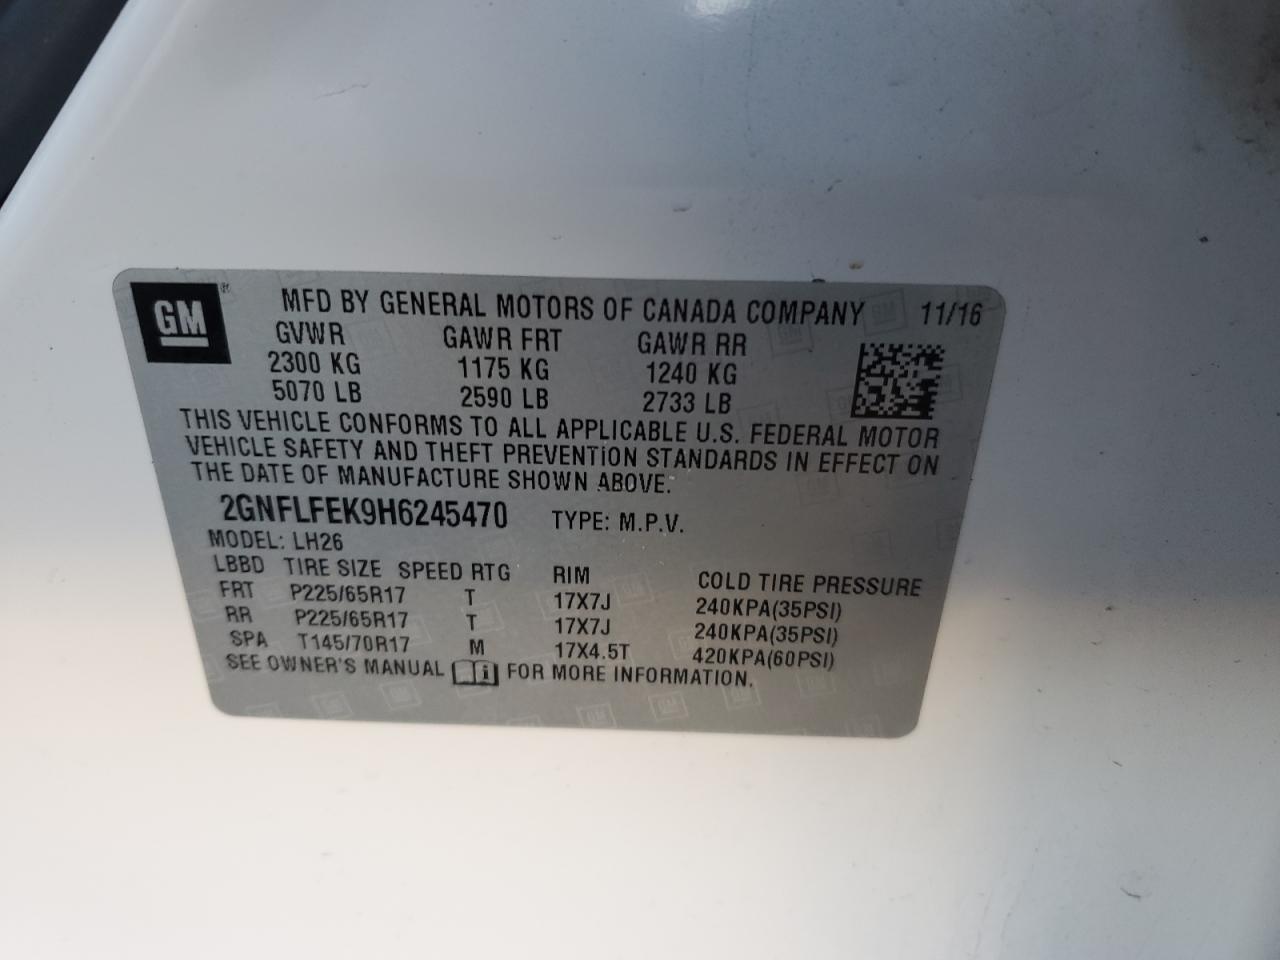 GM® MFD BY GENERAL MOTORS OF CANADA COMPANY 11/16
GVWR GAWR FRT GAWR RR
2300 KG 1175 KG 1240 KG
5070 LB 2590 LB 2733 LB
THIS VEHICLE CONFORMS TO ALL APPLICABLE U.S. FEDERAL MOTOR
VEHICLE SAFETY AND THEFT PREVENTION STANDARDS IN EFFECT ON
THE DATE OF MANUFACTURE SHOWN ABOVE.
2GNFLFEK9H6245470 TYPE: M.P.V.
MODEL: LH26
LBBD TIRE SIZE SPEED RTG RIM COLD TIRE PRESSURE
FRT P225/65R17 T 17X7J 240KPA(35PSI)
RR P225/65R17 T 17X7J 240KPA(35PSI)
SPA T145/70R17 M 17X4.5T 420KPA(60PSI)
SEE OWNER'S MANUAL i FOR MORE INFORMATION.